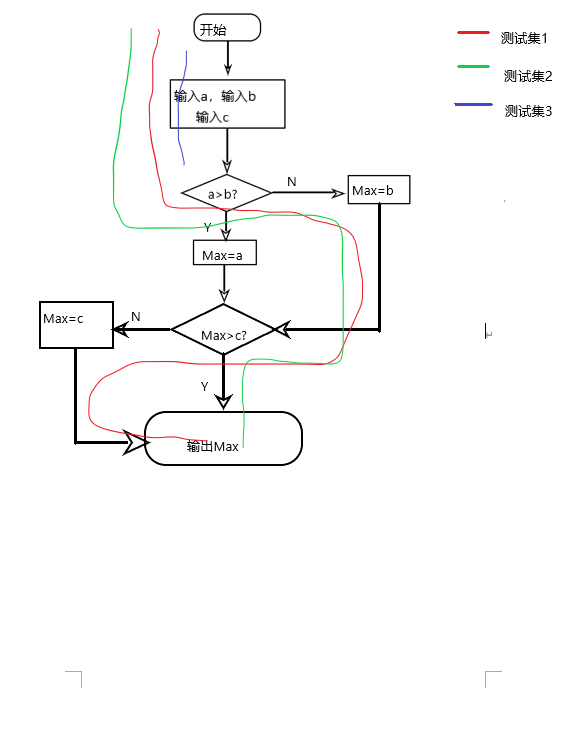 开始
测试集1
测试集2
测试集3
输入a，输入b
输入c
a>b?
N
Max=b
Y
Max=a
Max=c
N
Max>c?
Y
输出Max